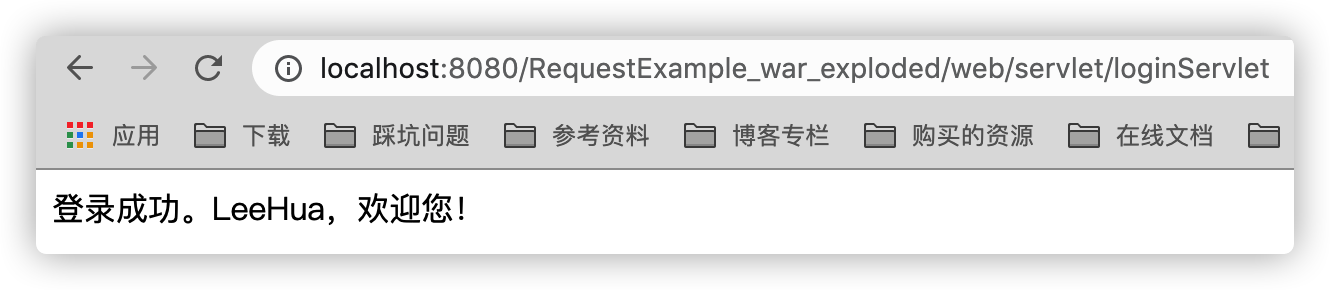 localhost:8080/RequestExample_war_exploded/web/servlet/loginServlet
应用 下载 踩坑问题 参考资料 博客专栏 购买的资源 在线文档
登录成功。LeeHua，欢迎您！